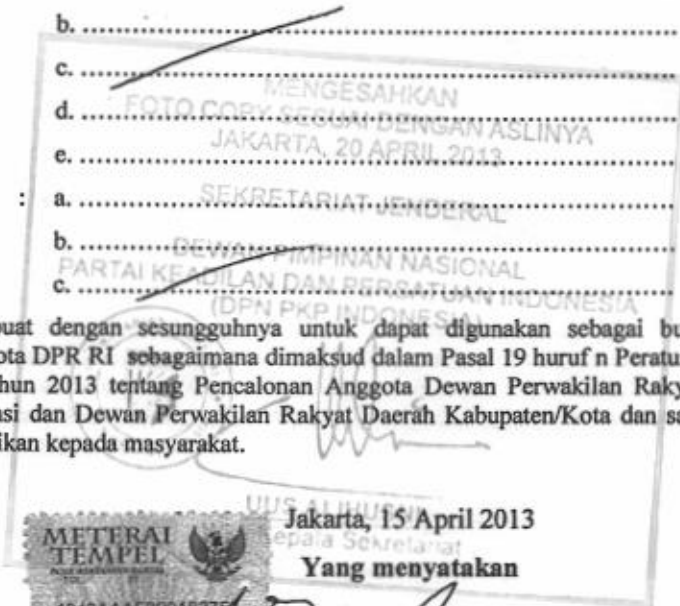 b. ....................
c. ....................
MENGESAHKAN
d. ....................
FOTO COPY SESUAI DENGAN ASLINYA
JAKARTA, 20 APRIL 2013
e. ....................
: a. ....................
SEKRETARIAT JENDERAL
b. ....................
DEWAN PIMPINAN NASIONAL
PARTAI KEADILAN DAN PERSATUAN INDONESIA
c. ....................
(DPN PKP INDONESIA)
buat dengan sesungguhnya untuk dapat digunakan sebagai bu
ota DPR RI sebagaimana dimaksud dalam Pasal 19 huruf n Peratu
hun 2013 tentang Pencalonan Anggota Dewan Perwakilan Raky
asi dan Dewan Perwakilan Rakyat Daerah Kabupaten/Kota dan sa
ikan kepada masyarakat.
UUS
Jakarta, 15 April 2013
Kepala Sekretariat
METERAI
TEMPEL
Yang menyatakan